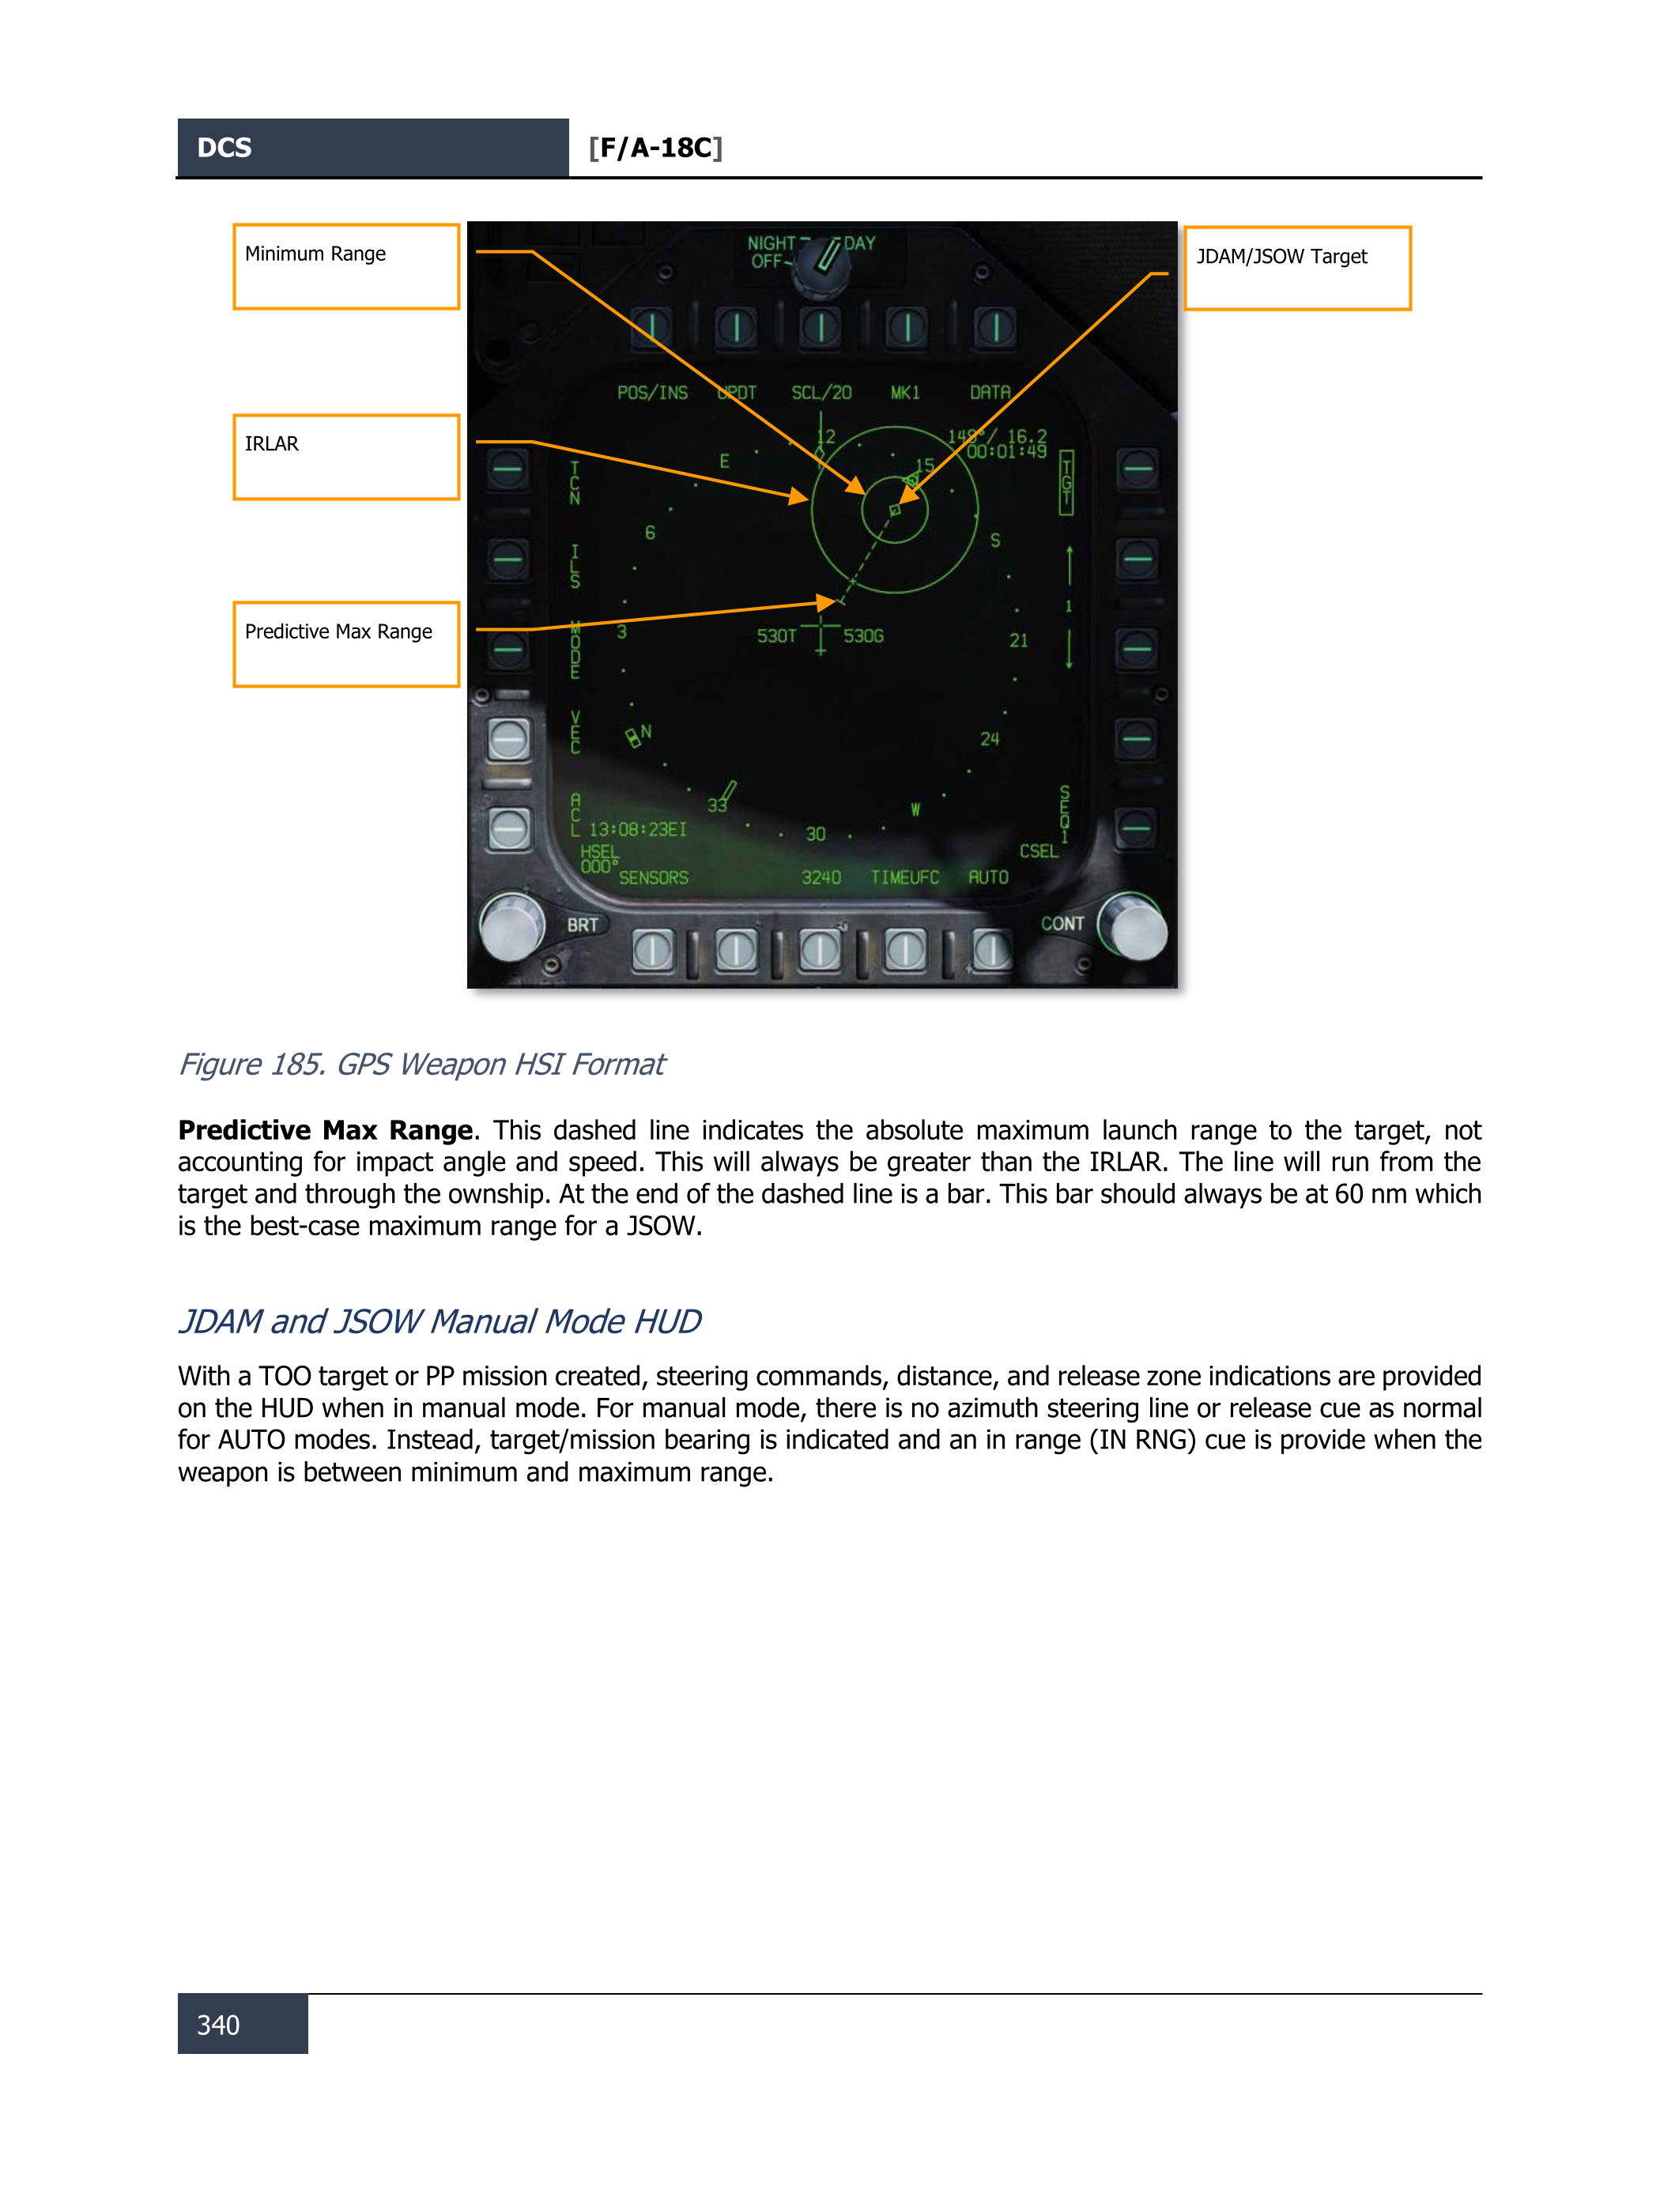 DCS [F/A-18C]
Minimum Range
JDAM/JSOW Target
IRLAR
Predictive Max Range
NIGHT DAY
OFF
POS/INS UPDT SCL/20 MK1 DATA
12
149°/ 16.2
00:01:49
E
15
TCN
TGT
6
S
ILS
1
3
530T 530G
21
MODE
VEC
N
24
33
W
ACL
SEQ1
13:08:23EI
30
HSEL
000°
CSEL
SENSORS 3240 TIMEUFC AUTO
BRT
CONT
Figure 185. GPS Weapon HSI Format
Predictive Max Range. This dashed line indicates the absolute maximum launch range to the target, not
accounting for impact angle and speed. This will always be greater than the IRLAR. The line will run from the
target and through the ownship. At the end of the dashed line is a bar. This bar should always be at 60 nm which
is the best-case maximum range for a JSOW.
JDAM and JSOW Manual Mode HUD
With a TOO target or PP mission created, steering commands, distance, and release zone indications are provided
on the HUD when in manual mode. For manual mode, there is no azimuth steering line or release cue as normal
for AUTO modes. Instead, target/mission bearing is indicated and an in range (IN RNG) cue is provide when the
weapon is between minimum and maximum range.
340